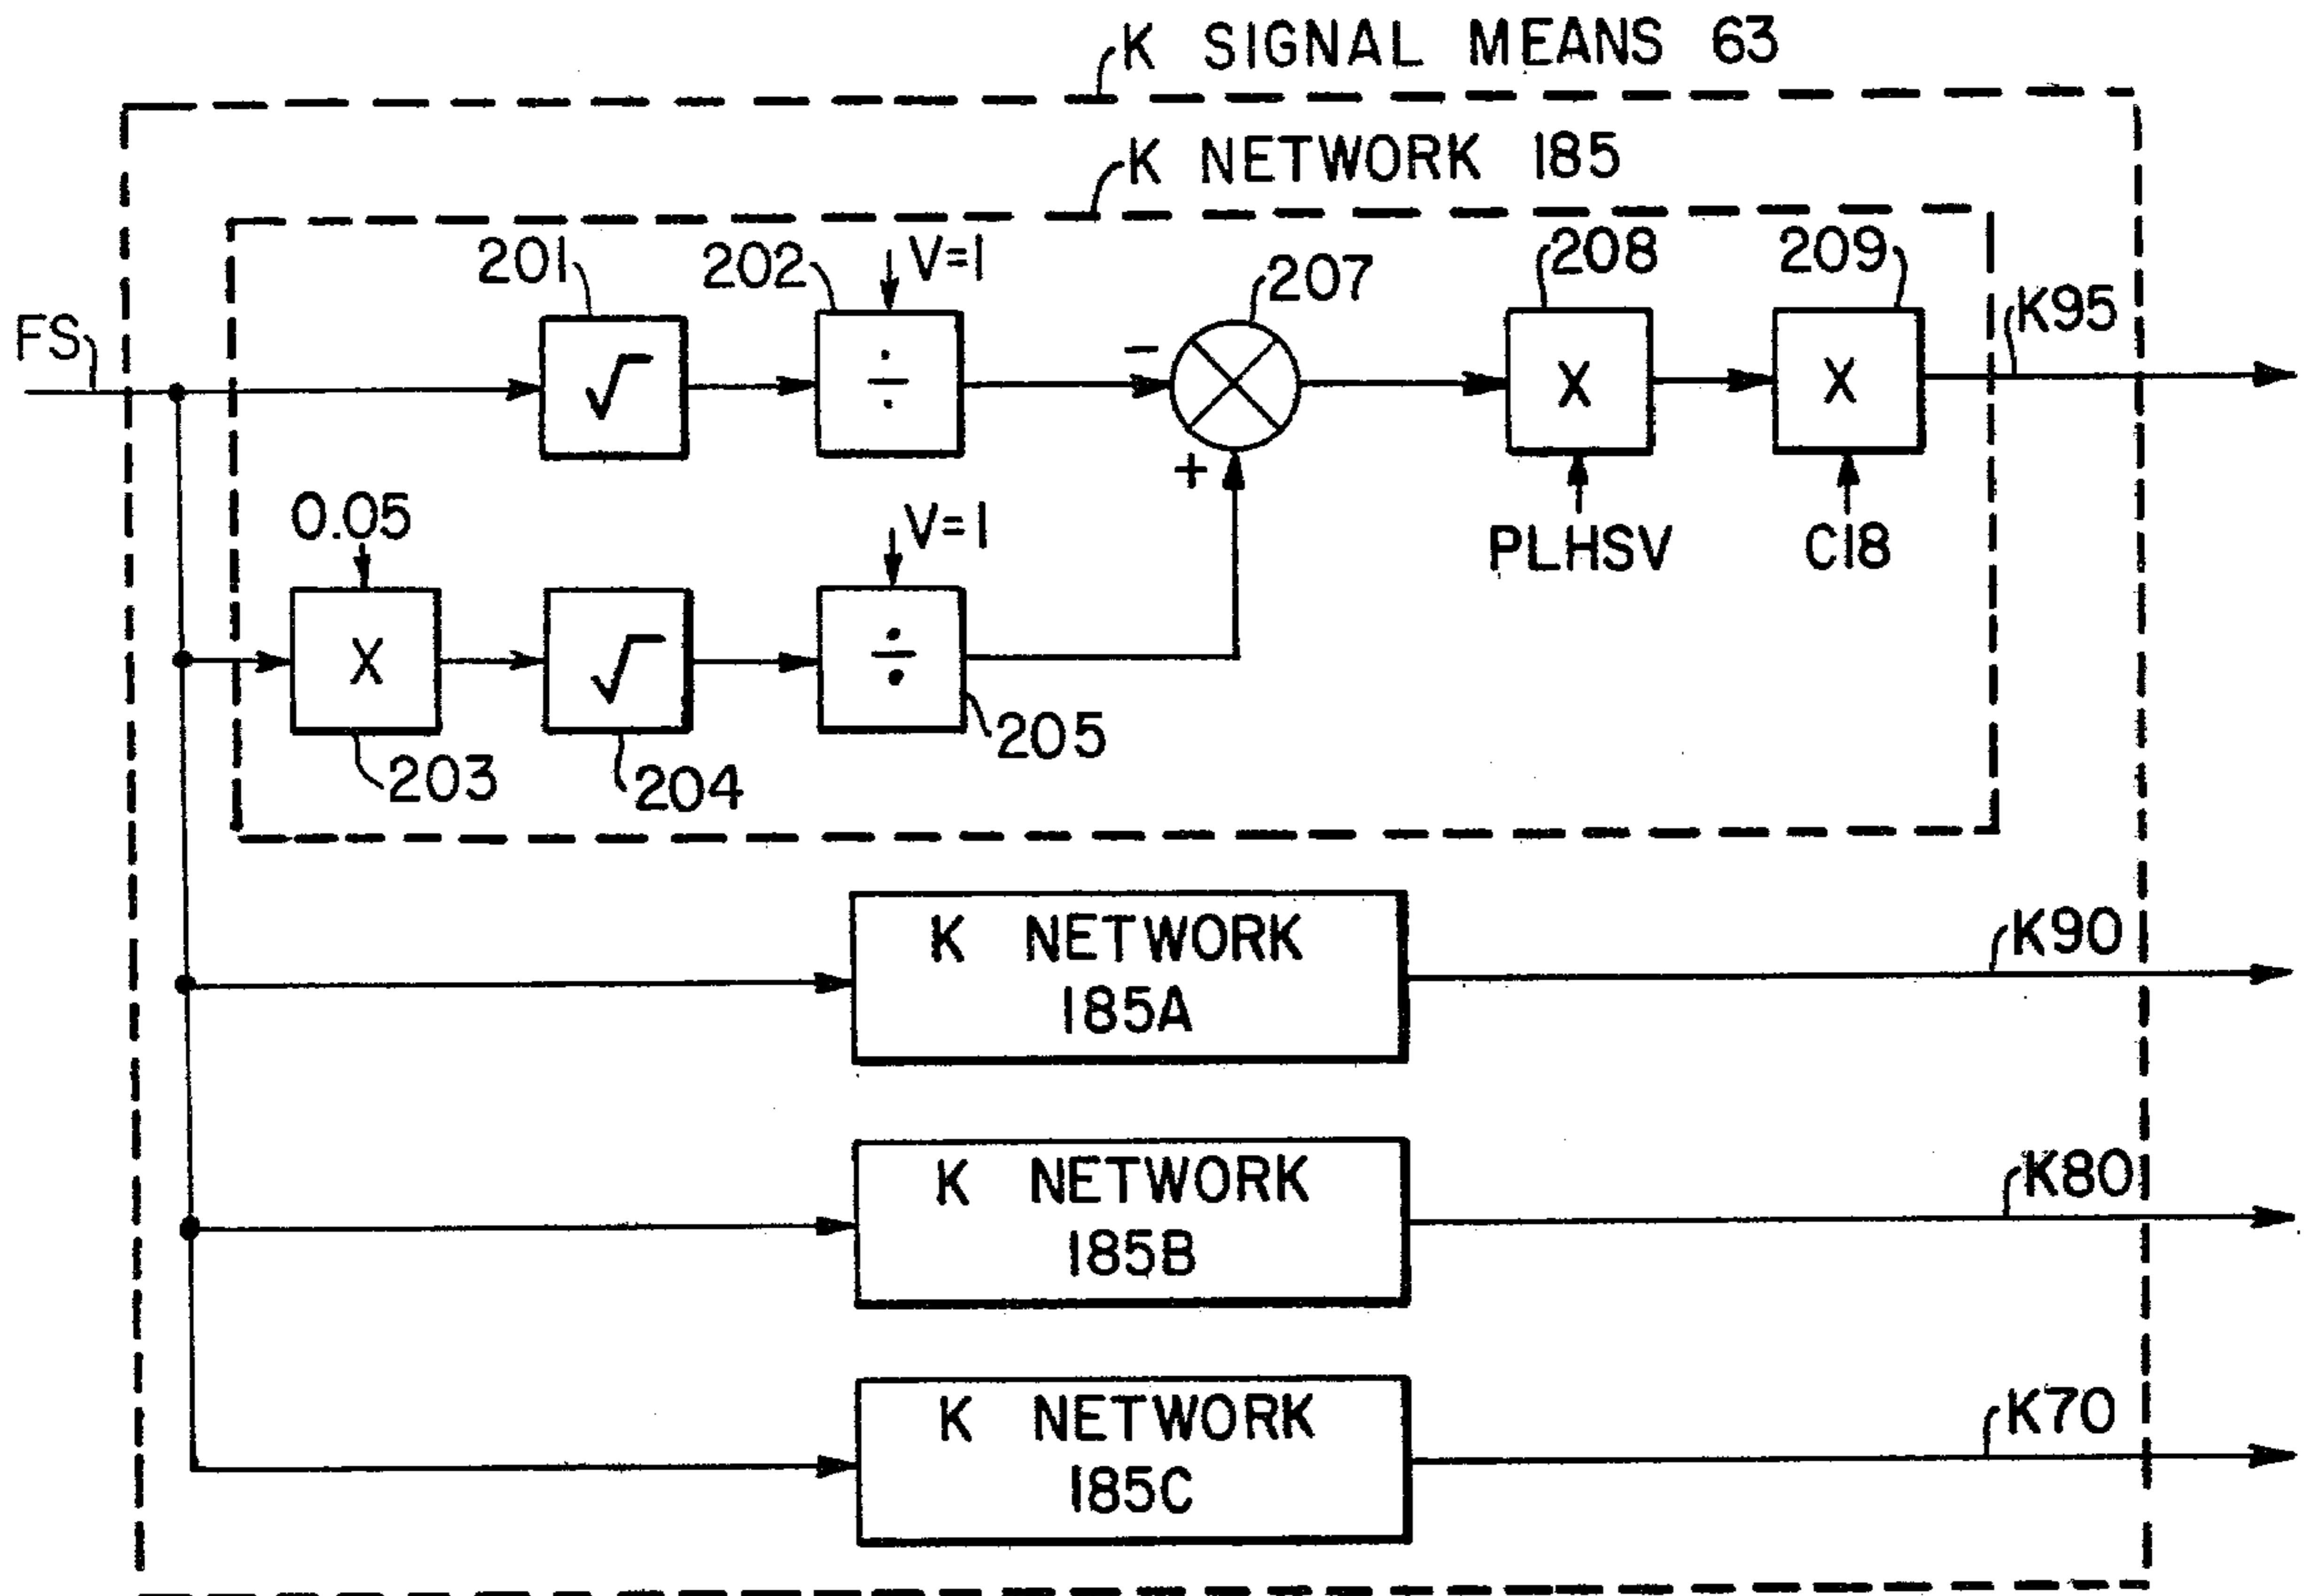 K SIGNAL MEANS 63
K NETWORK 185
201
202
V=1
207
208
209
K95
FS
√
÷
-
X
X
+
PLHSV
C18
0.05
V=1
X
√
÷
203
204
205
K NETWORK
185A
K90
K NETWORK
185B
K80
K NETWORK
185C
K70